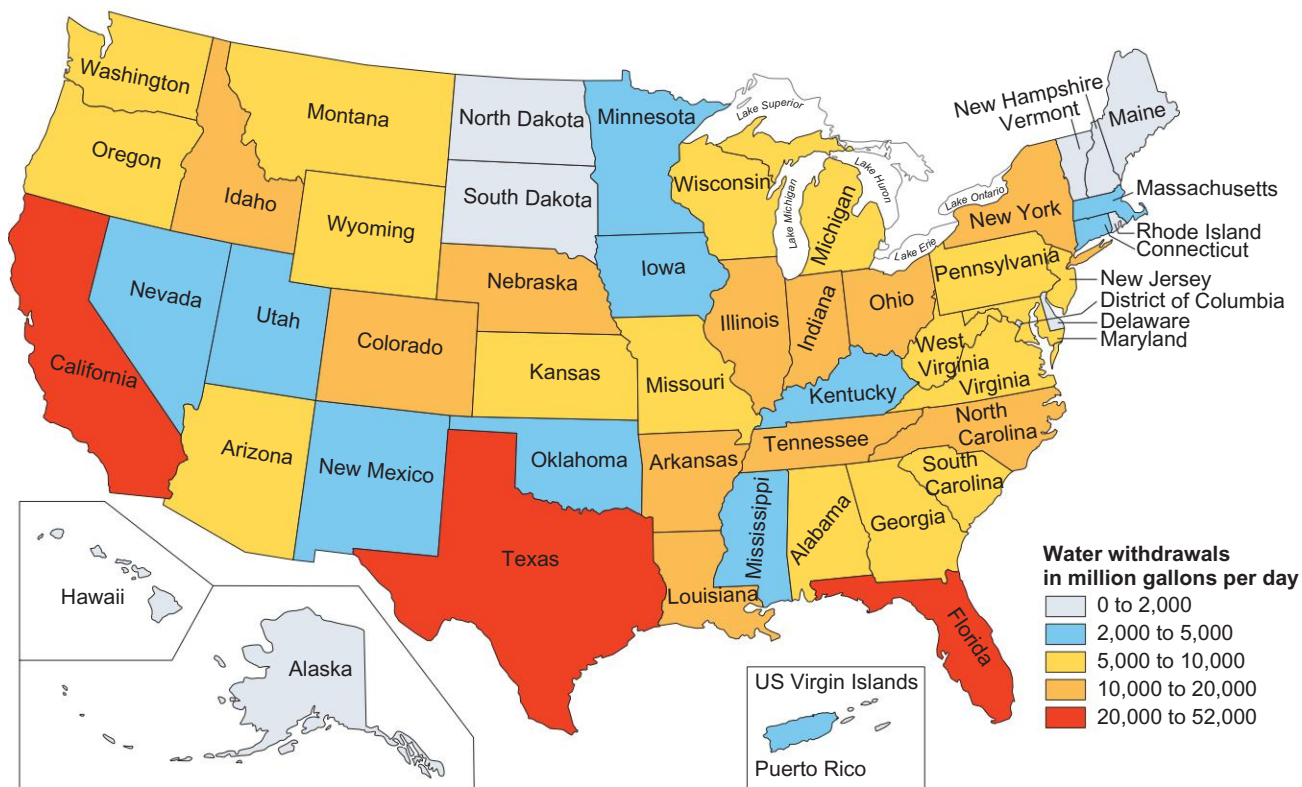 Washington
Montana
North Dakota
Minnesota
Lake Superior
New Hampshire
Vermont
Maine
Oregon
Idaho
South Dakota
Wisconsin
Lake Huron
Lake Michigan
Michigan
Lake Ontario
Massachusetts
Wyoming
New York
Rhode Island
Connecticut
Lake Erie
Iowa
Nebraska
Pennsylvania
New Jersey
Nevada
Utah
Illinois
Indiana
Ohio
District of Columbia
Delaware
Maryland
California
Colorado
Kansas
Missouri
West
Virginia
Virginia
Kentucky
Arizona
New Mexico
Oklahoma
Arkansas
Tennessee
North
Carolina
South
Carolina
Mississippi
Alabama
Georgia
Texas
Louisiana
Florida
Hawaii
Alaska
US Virgin Islands
Puerto Rico
Water withdrawals
in million gallons per day
0 to 2,000
2,000 to 5,000
5,000 to 10,000
10,000 to 20,000
20,000 to 52,000